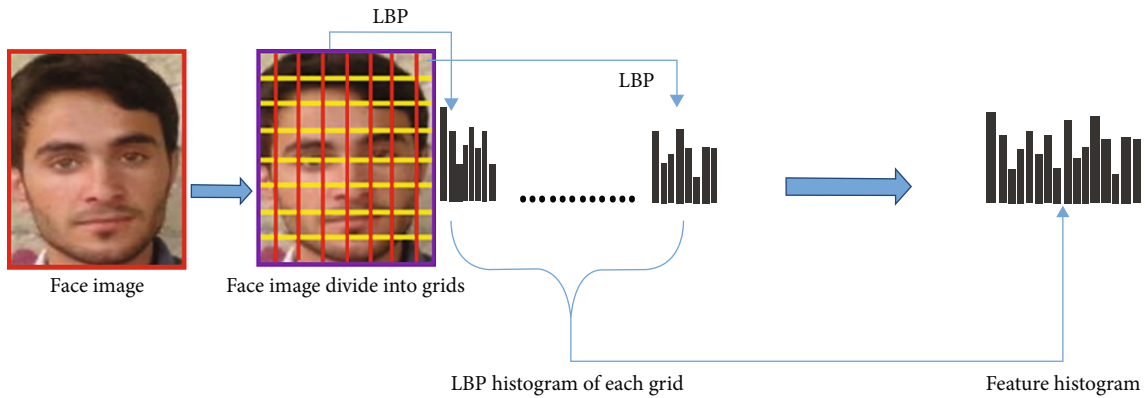 LBP
LBP
Face image
Face image divide into grids
LBP histogram of each grid
Feature histogram